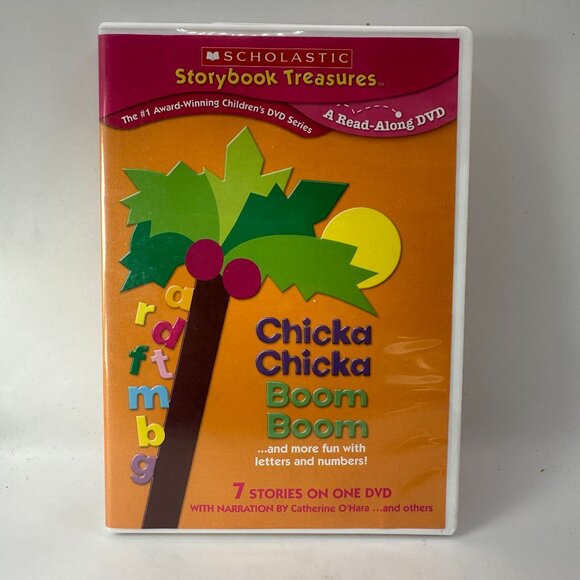 SCHOLASTIC
Storybook Treasures™
The #1 Award-Winning Children's DVD Series
A Read-Along DVD
a
r
d
f t
m
b
g
Chicka
Chicka
Boom
Boom
...and more fun with
letters and numbers!
7 STORIES ON ONE DVD
WITH NARRATION BY Catherine O'Hara ...and others